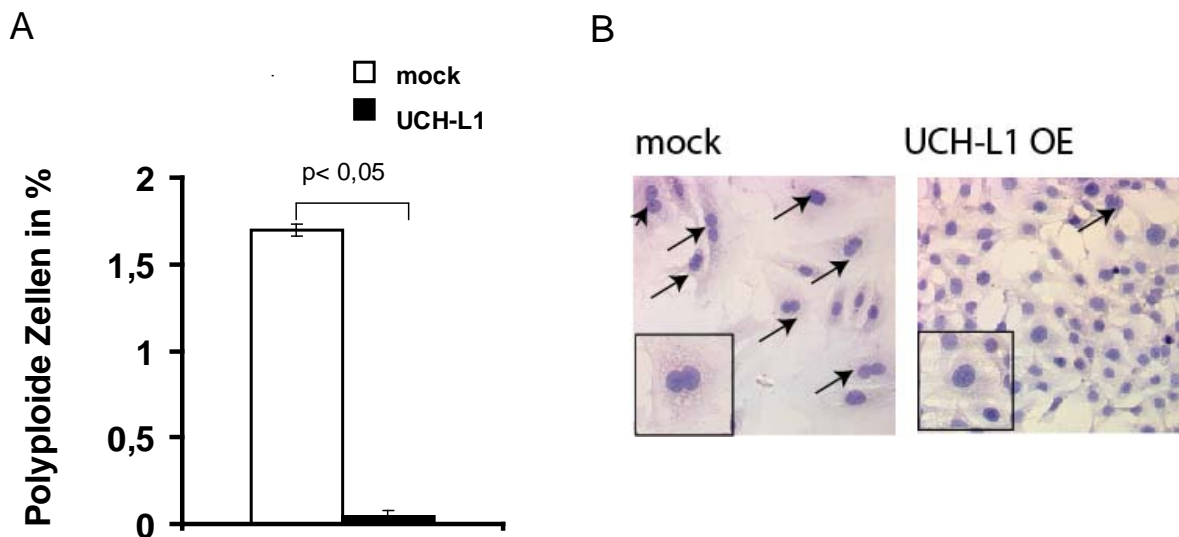 A
mock
UCH-L1
p< 0,05
Polyploide Zellen in %
2
1,5
1
0,5
0
B
mock
UCH-L1 OE